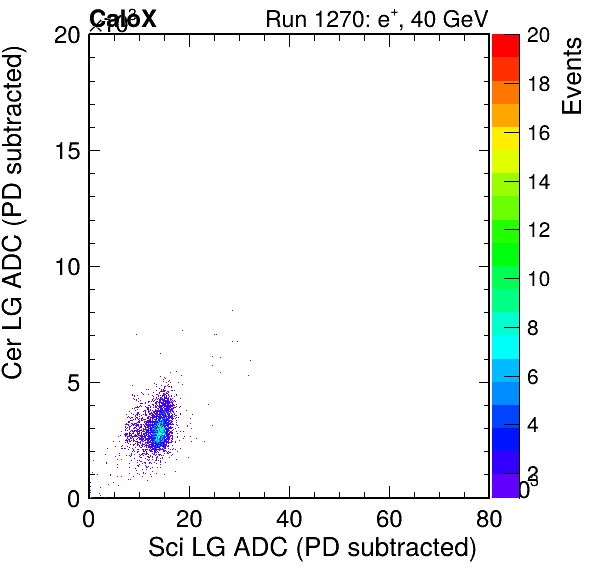 CaloX
×10³
Run 1270: e⁺, 40 GeV
20
15
10
5
0
0 20 40 60 80
Sci LG ADC (PD subtracted)
Cer LG ADC (PD subtracted)
20
18
16
14
12
10
8
6
4
2
Events